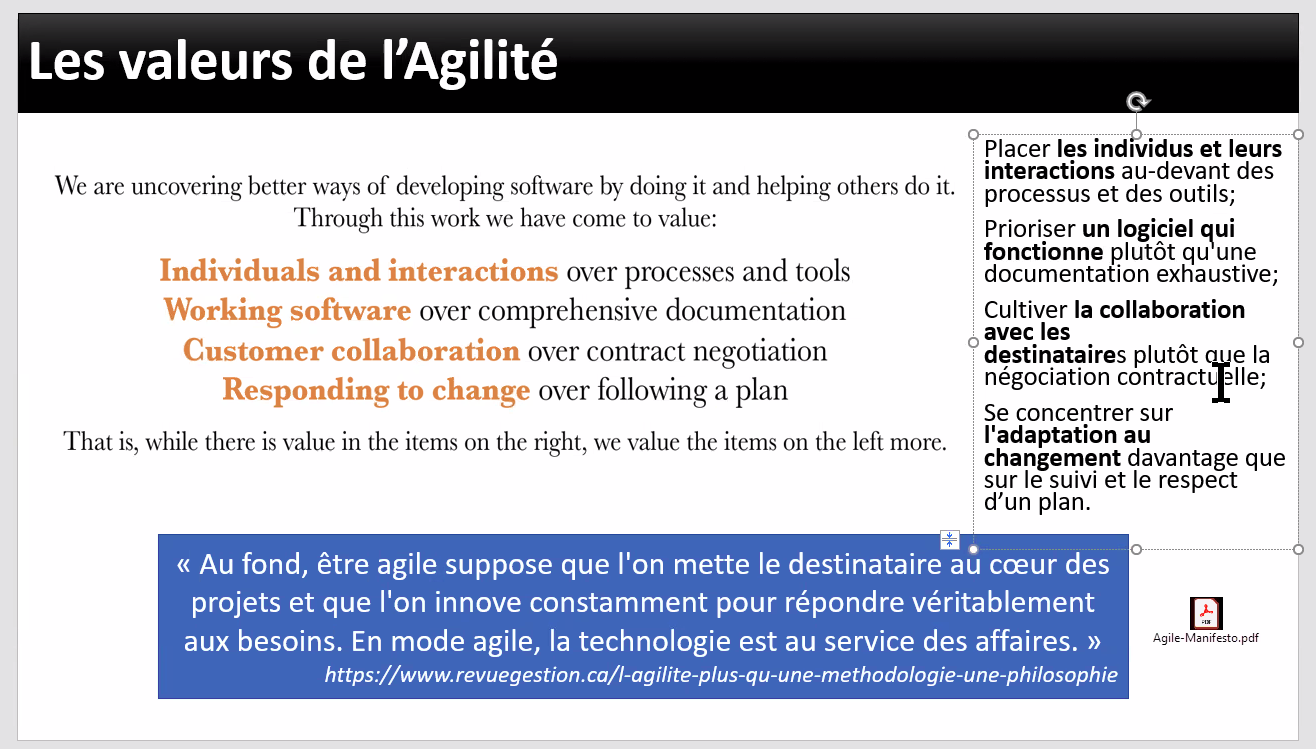 Les valeurs de l’Agilité
We are uncovering better ways of developing software by doing it and helping others do it.
Through this work we have come to value:
Individuals and interactions over processes and tools
Working software over comprehensive documentation
Customer collaboration over contract negotiation
Responding to change over following a plan
That is, while there is value in the items on the right, we value the items on the left more.
Placer les individus et leurs
interactions au-devant des
processus et des outils;
Prioriser un logiciel qui
fonctionne plutôt qu'une
documentation exhaustive;
Cultiver la collaboration
avec les
destinataires plutôt que la
négociation contractuelle;
Se concentrer sur
l'adaptation au
changement davantage que
sur le suivi et le respect
d’un plan.
« Au fond, être agile suppose que l'on mette le destinataire au cœur des
projets et que l'on innove constamment pour répondre véritablement
aux besoins. En mode agile, la technologie est au service des affaires. »
https://www.revuegestion.ca/l-agilite-plus-qu-une-methodologie-une-philosophie
PDF
Agile-Manifesto.pdf